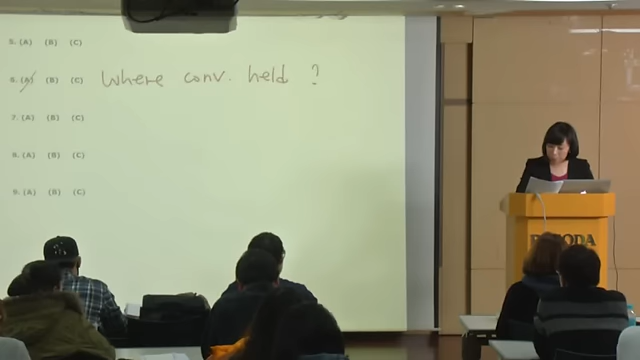 5. (A) (B) (C)
6. (A) (B) (C) Where conv. held ?
7. (A) (B) (C)
8. (A) (B) (C)
9. (A) (B) (C)